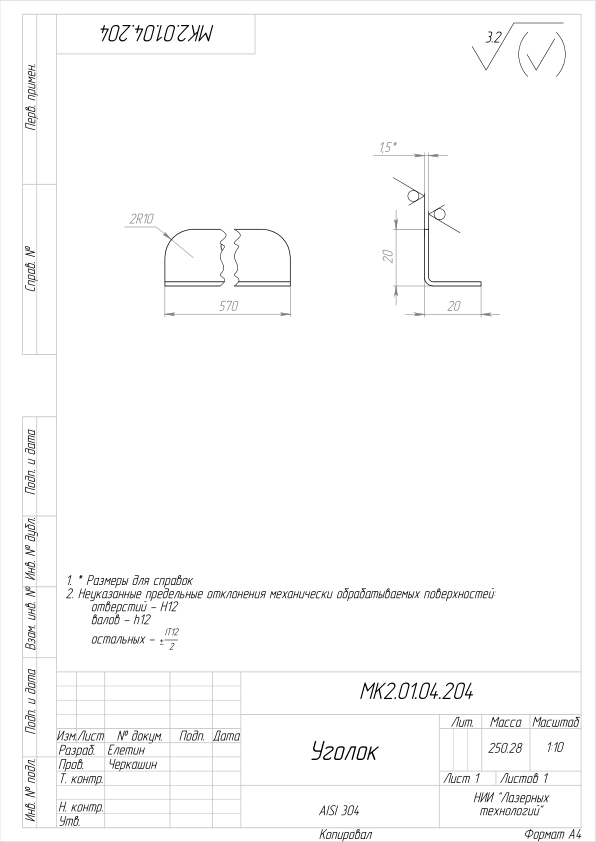 МК2.01.04.204
3.2
Перв. примен.
Справ. №
1,5*
2R10
20
570
20
Подп. и дата
Инв. № дубл.
Взам. инв. №
Подп. и дата
Инв. № подл.
1. * Размеры для справок
2. Неуказанные предельные отклонения механически обрабатываемых поверхностей:
отверстий – H12
валов – h12
остальных – ± IT12
2
МК2.01.04.204
Изм. Лист № докум. Подп. Дата
Разраб. Елетин
Пров. Черкашин
Т. контр.
Н. контр.
Утв.
Уголок
Лит. Масса Масштаб
250.28 1:10
Лист 1 Листов 1
AISI 304
НИИ "Лазерных
технологий"
Копировал Формат А4